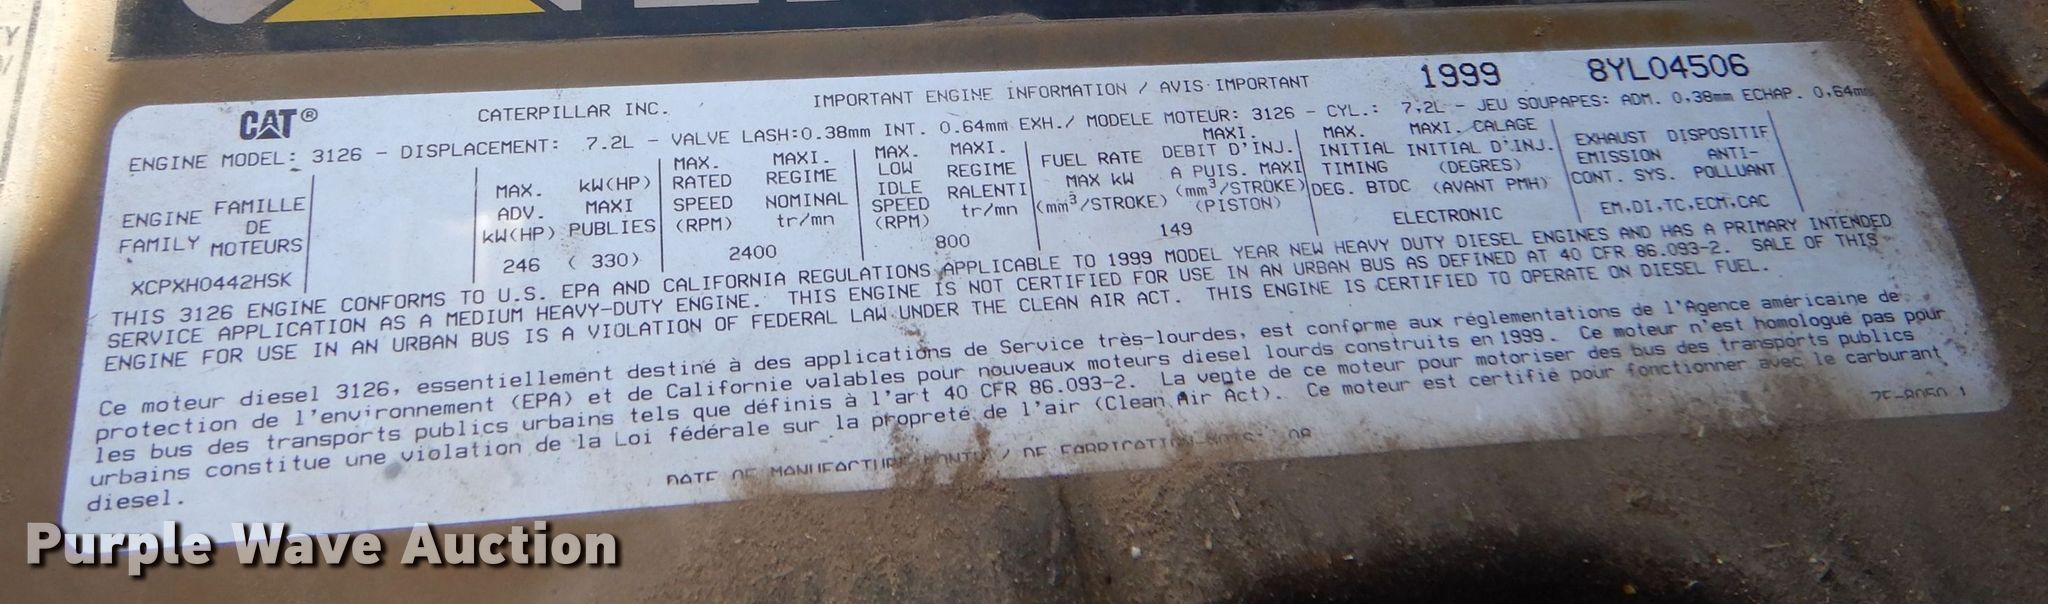 CAT®
CATERPILLAR INC.
IMPORTANT ENGINE INFORMATION / AVIS IMPORTANT
1999
8YL04506
ENGINE MODEL: 3126 - DISPLACEMENT: 7.2L - VALVE LASH:0.38mm INT. 0.64mm EXH./ MODELE MOTEUR: 3126 - CYL.: 7,2L - JEU SOUPAPES: ADM. 0,38mm ECHAP. 0,64mm
ENGINE FAMILY
FAMILLE DE MOTEURS
XCPXH0442HSK
MAX. ADV. kW(HP)
kW(HP) MAXI PUBLIES
246 (330)
MAX. RATED SPEED (RPM)
MAXI. REGIME NOMINAL tr/mn
2400
MAX. LOW IDLE SPEED (RPM)
MAXI. REGIME RALENTI tr/mn
800
FUEL RATE MAX kW (mm³/STROKE)
MAXI. DEBIT D'INJ. A PUIS. MAXI (mm³/STROKE) (PISTON)
149
MAX. INITIAL TIMING DEG. BTDC
MAXI. CALAGE INITIAL D'INJ. (DEGRES) (AVANT PMH)
ELECTRONIC
EXHAUST EMISSION CONT. SYS.
DISPOSITIF ANTI- POLLUANT
EM,DI,TC,ECM,CAC
THIS 3126 ENGINE CONFORMS TO U.S. EPA AND CALIFORNIA REGULATIONS APPLICABLE TO 1999 MODEL YEAR NEW HEAVY DUTY DIESEL ENGINES AND HAS A PRIMARY INTENDED
SERVICE APPLICATION AS A MEDIUM HEAVY-DUTY ENGINE. THIS ENGINE IS NOT CERTIFIED FOR USE IN AN URBAN BUS AS DEFINED AT 40 CFR 86.093-2. SALE OF THIS
ENGINE FOR USE IN AN URBAN BUS IS A VIOLATION OF FEDERAL LAW UNDER THE CLEAN AIR ACT. THIS ENGINE IS CERTIFIED TO OPERATE ON DIESEL FUEL.
Ce moteur diesel 3126, essentiellement destiné à des applications de Service très-lourdes, est conforme aux réglementations de l'Agence américaine de
protection de l'environnement (EPA) et de Californie valables pour nouveaux moteurs diesel lourds construits en 1999. Ce moteur n'est homologué pas pour
les bus des transports publics urbains tels que définis à l'art 40 CFR 86.093-2. La vente de ce moteur pour motoriser des bus des transports publics
urbains constitue une violation de la Loi fédérale sur la propreté de l'air (Clean Air Act). Ce moteur est certifié pour fonctionner avec le carburant
diesel.
DATE OF MANUFACTURE
Purple Wave Auction